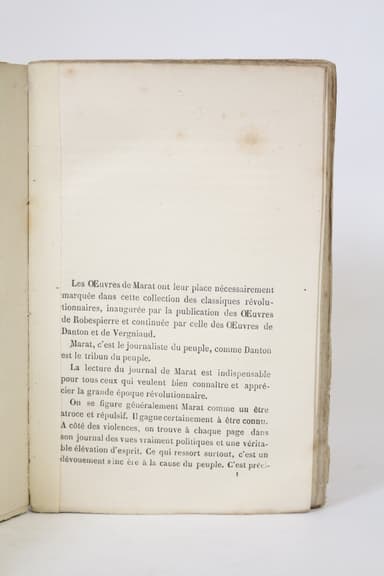 Les Œuvres de Marat ont leur place nécessairement
marquée dans cette collection des classiques révolu-
tionnaires, inaugurée par la publication des Œuvres
de Robespierre et continuée par celle des Œuvres de
Danton et de Vergniaud.
Marat, c'est le journaliste du peuple, comme Danton
est le tribun du peuple.
La lecture du journal de Marat est indispensable
pour tous ceux qui veulent bien connaître et appré-
cier la grande époque révolutionnaire.
On se figure généralement Marat comme un être
atroce et répulsif. Il gagne certainement à être connu.
A côté des violences, on trouve à chaque page dans
son journal des vues vraiment politiques et une vérita-
ble élévation d'esprit. Ce qui ressort surtout, c'est un
dévouement sinc ère à la cause du peuple. C'est préci-
1